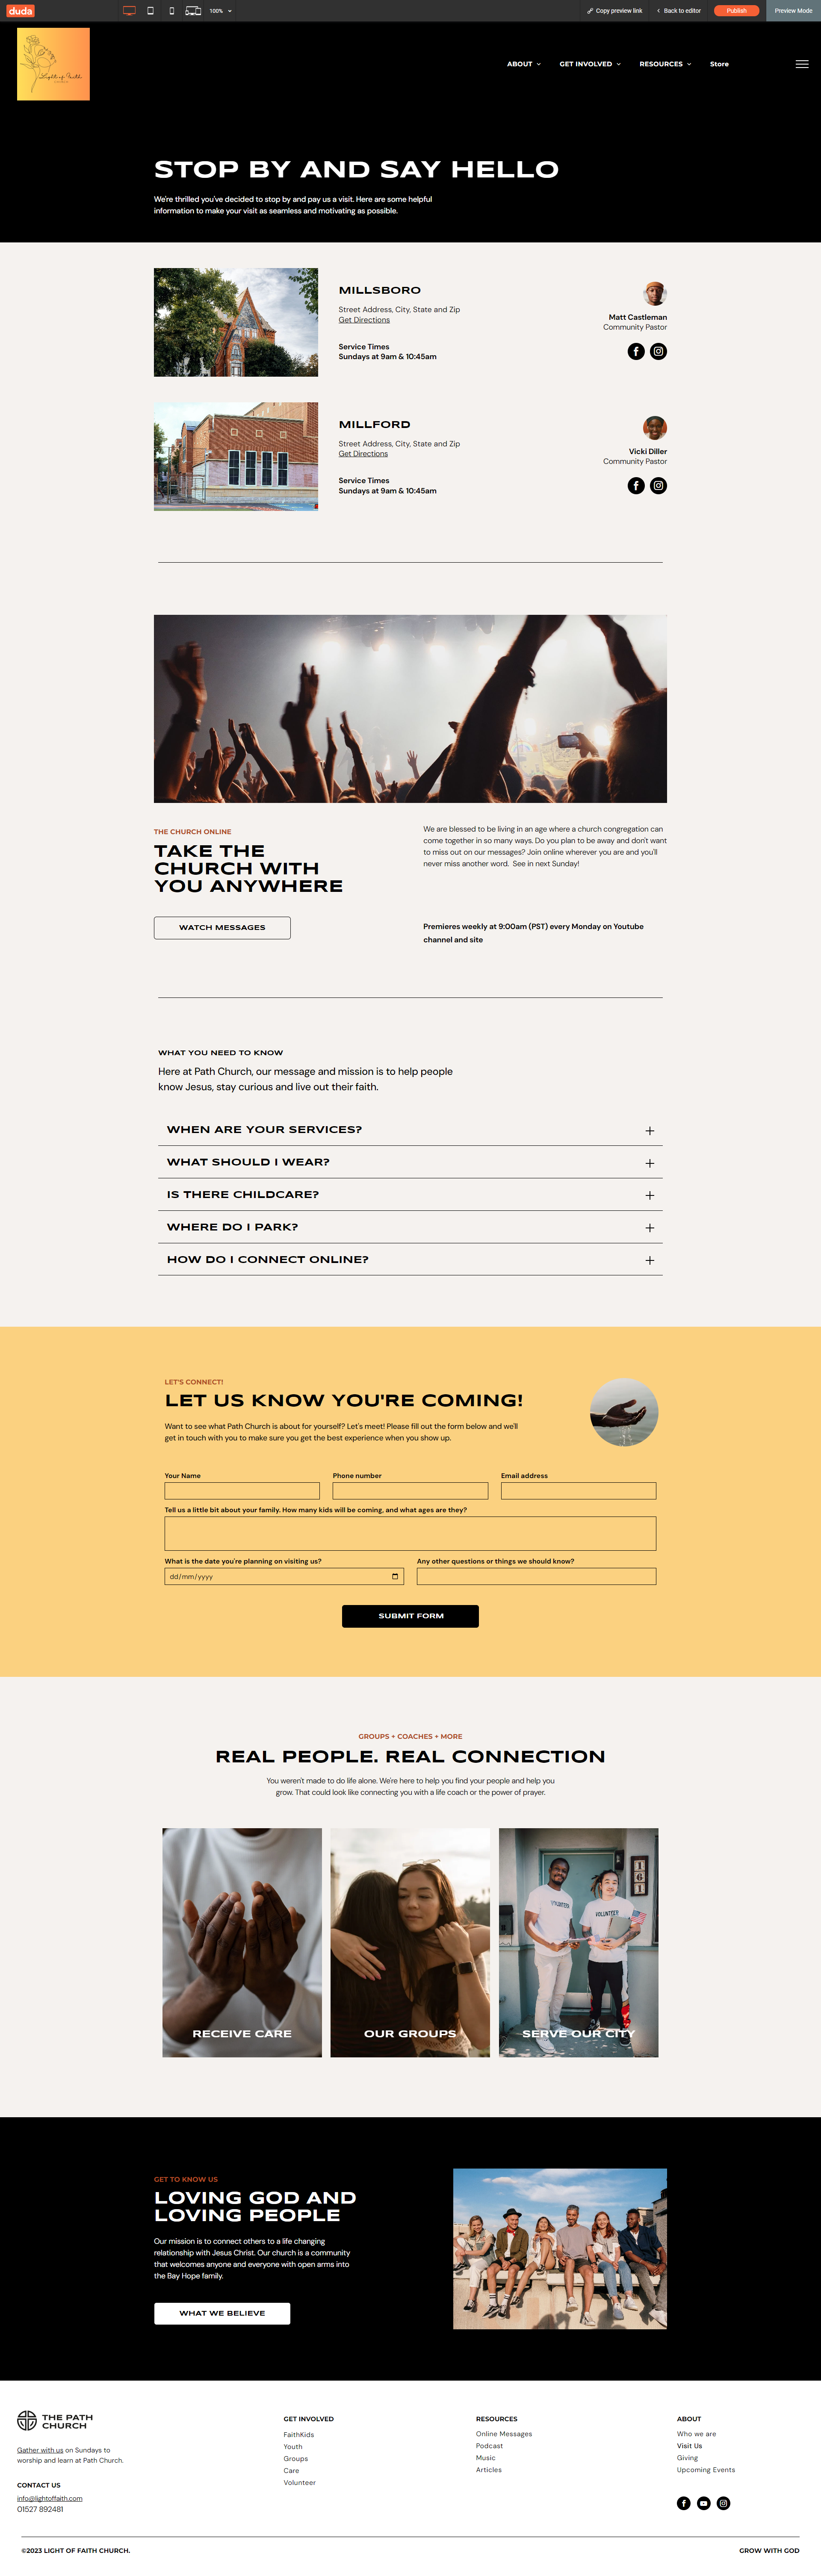 duda
100%
Copy preview link
Back to editor
Publish
Preview Mode
Light of Faith
ABOUT
GET INVOLVED
RESOURCES
Store
STOP BY AND SAY HELLO
We're thrilled you've decided to stop by and pay us a visit. Here are some helpful
information to make your visit as seamless and motivating as possible.
MILLSBORO
Street Address, City, State and Zip
Get Directions
Service Times
Sundays at 9am & 10:45am
Matt Castleman
Community Pastor
MILLFORD
Street Address, City, State and Zip
Get Directions
Service Times
Sundays at 9am & 10:45am
Vicki Diller
Community Pastor
THE CHURCH ONLINE
TAKE THE
CHURCH WITH
YOU ANYWHERE
WATCH MESSAGES
We are blessed to be living in an age where a church congregation can
come together in so many ways. Do you plan to be away and don't want
to miss out on our messages? Join online wherever you are and you'll
never miss another word.  See in next Sunday!
Premieres weekly at 9:00am (PST) every Monday on Youtube
channel and site
WHAT YOU NEED TO KNOW
Here at Path Church, our message and mission is to help people
know Jesus, stay curious and live out their faith.
WHEN ARE YOUR SERVICES?
WHAT SHOULD I WEAR?
IS THERE CHILDCARE?
WHERE DO I PARK?
HOW DO I CONNECT ONLINE?
LET'S CONNECT!
LET US KNOW YOU'RE COMING!
Want to see what Path Church is about for yourself? Let's meet! Please fill out the form below and we'll
get in touch with you to make sure you get the best experience when you show up.
Your Name
Phone number
Email address
Tell us a little bit about your family. How many kids will be coming, and what ages are they?
What is the date you're planning on visiting us?
Any other questions or things we should know?
dd/mm/yyyy
SUBMIT FORM
GROUPS + COACHES + MORE
REAL PEOPLE. REAL CONNECTION
You weren't made to do life alone. We're here to help you find your people and help you
grow. That could look like connecting you with a life coach or the power of prayer.
RECEIVE CARE
OUR GROUPS
VOLUNTEER
1619
SERVE OUR CITY
GET TO KNOW US
LOVING GOD AND
LOVING PEOPLE
Our mission is to connect others to a life changing
relationship with Jesus Christ. Our church is a community
that welcomes anyone and everyone with open arms into
the Bay Hope family.
WHAT WE BELIEVE
THE PATH
CHURCH
Gather with us on Sundays to
worship and learn at Path Church.
CONTACT US
info@lightoffaith.com
01527 892481
GET INVOLVED
FaithKids
Youth
Groups
Care
Volunteer
RESOURCES
Online Messages
Podcast
Music
Articles
ABOUT
Who we are
Visit Us
Giving
Upcoming Events
©2023 LIGHT OF FAITH CHURCH.
GROW WITH GOD